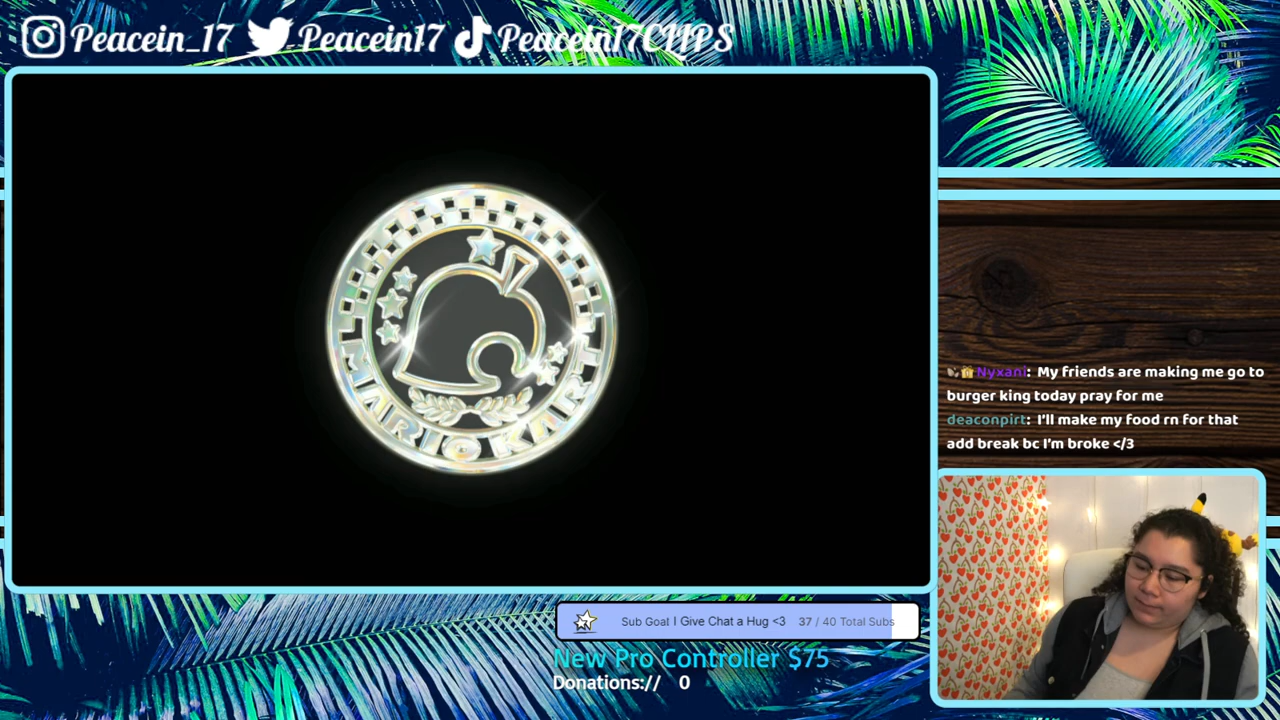 Peacein_17 Peacein17 Peacein17ClIPS
MARIO KART
Nyxani: My friends are making me go to
burger king today pray for me
deaconpirt: I'll make my food rn for that
add break bc I'm broke </3
Sub Goal I Give Chat a Hug <3 37 / 40 Total Subs
New Pro Controller $75
Donations:// 0